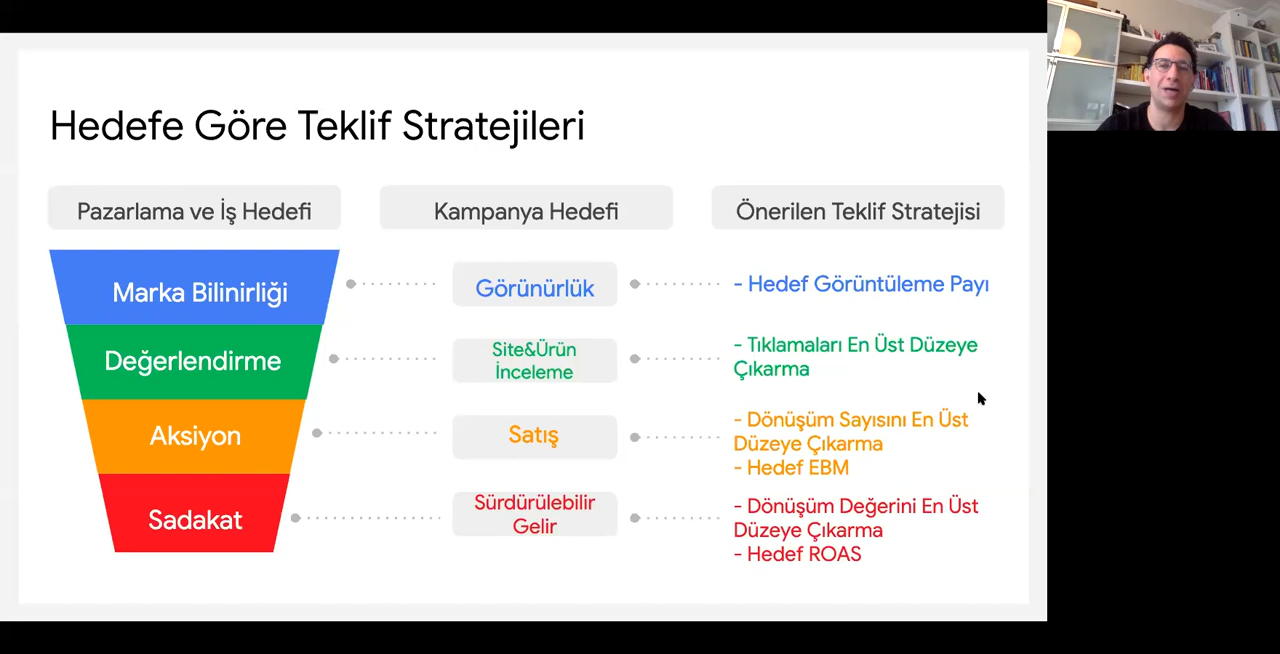 Hedefe Göre Teklif Stratejileri
Pazarlama ve İş Hedefi
Kampanya Hedefi
Önerilen Teklif Stratejisi
Marka Bilinirliği
Görünürlük
- Hedef Görüntüleme Payı
Değerlendirme
Site&Ürün
İnceleme
- Tıklamaları En Üst Düzeye
Çıkarma
Aksiyon
Satış
- Dönüşüm Sayısını En Üst
Düzeye Çıkarma
- Hedef EBM
Sadakat
Sürdürülebilir
Gelir
- Dönüşüm Değerini En Üst
Düzeye Çıkarma
- Hedef ROAS